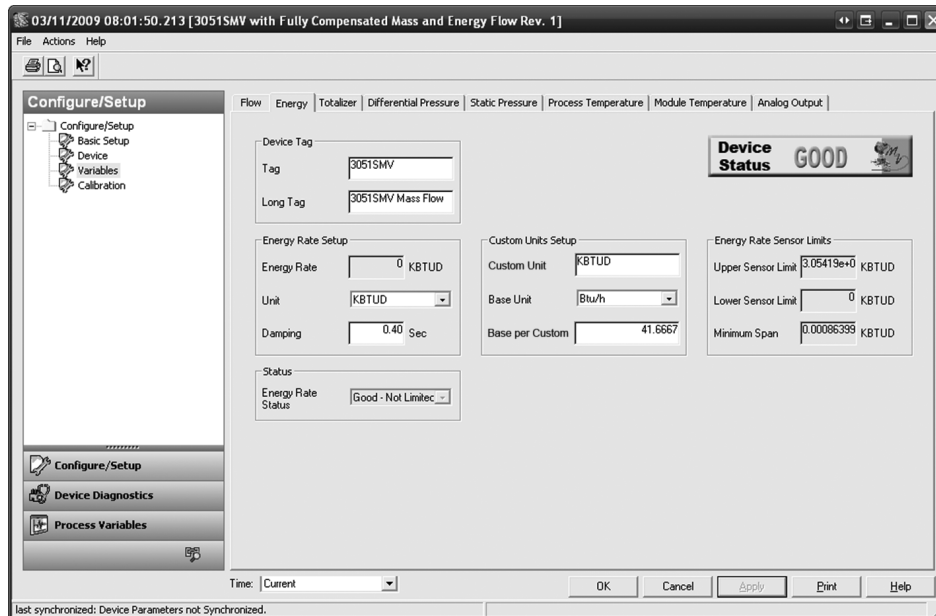 03/11/2009 08:01:50.213 [3051SMV with Fully Compensated Mass and Energy Flow Rev. 1]
File Actions Help
Configure/Setup
Configure/Setup
Basic Setup
Device
Variables
Calibration
Configure/Setup
Device Diagnostics
Process Variables
Flow Energy Totalizer Differential Pressure Static Pressure Process Temperature Module Temperature Analog Output
Device Tag
Tag 3051SMV
Long Tag 3051SMV Mass Flow
Device Status GOOD
Energy Rate Setup
Energy Rate 0 KBTUD
Unit KBTUD
Damping 0.40 Sec
Custom Units Setup
Custom Unit KBTUD
Base Unit Btu/h
Base per Custom 41.6667
Energy Rate Sensor Limits
Upper Sensor Limit 3.05419e+0 KBTUD
Lower Sensor Limit 0 KBTUD
Minimum Span 0.00086399 KBTUD
Status
Energy Rate Status Good - Not Limitec
Time: Current
OK Cancel Apply Print Help
last synchronized: Device Parameters not Synchronized.